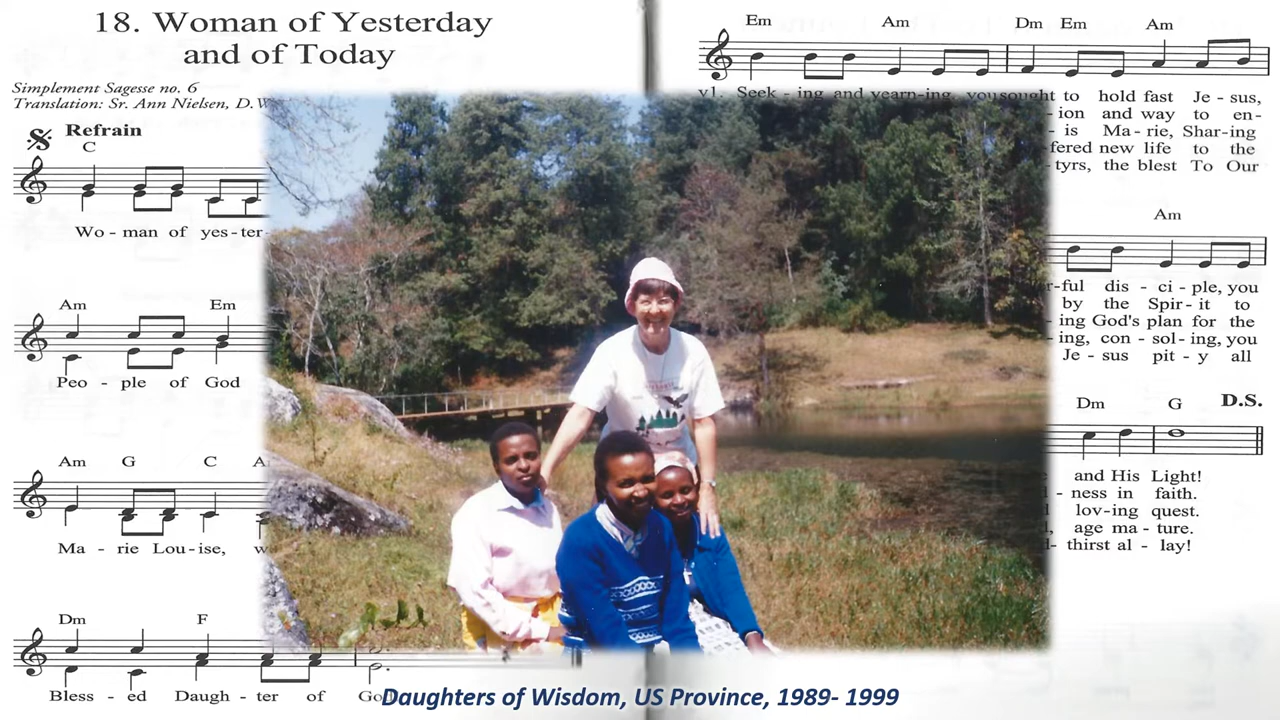 18. Woman of Yesterday
and of Today
Simplement Sagesse no. 6
Translation: Sr. Ann Nielsen, D. W
Refrain
C
Wo - man of yes - ter
Am Em
Peo - ple of God
Am G C A
Ma - rie Lou - ise, w
Dm F
Bless - ed Daugh - ter of
Em Am Dm Em Am
v1. Seek - ing and yearn - ing, you sought to hold fast Je - sus,
- ion and way to en-
- is Ma - rie, Shar - ing
fered new life to the
- tyrs, the blest To Our
Am
- ful dis - ci - ple, you
by the Spir - it to
- ing God's plan for the
- ing, con - sol - ing, you
Je - sus pit - y all
Dm G D.S.
and His Light!
- ness in faith.
lov - ing quest.
age ma - ture.
- thirst al - lay!
Daughters of Wisdom, US Province, 1989- 1999